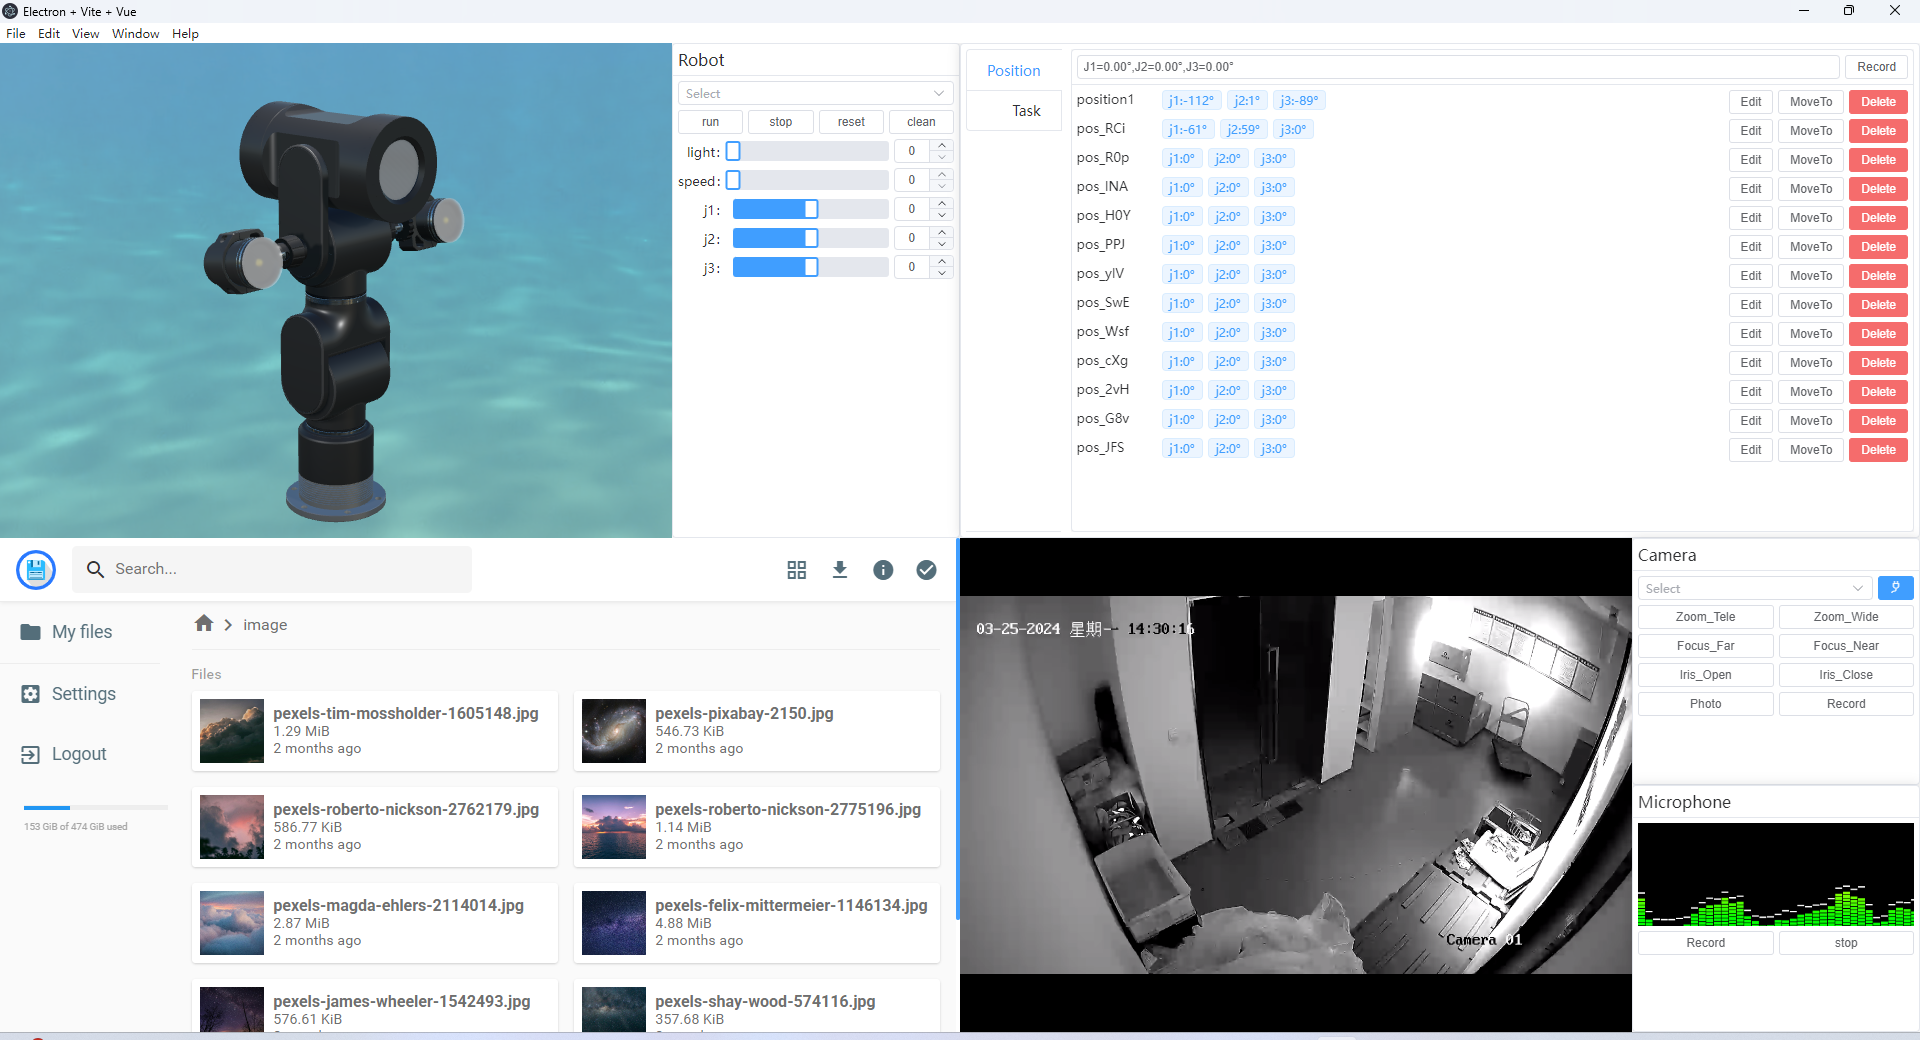 Electron + Vite + Vue
File Edit View Window Help
Robot
Select
run stop reset clean
light: 0
speed: 0
j1: 0
j2: 0
j3: 0
Position
Task
J1=0.00°,J2=0.00°,J3=0.00° Record
position1 j1:-112° j2:1° j3:-89° Edit MoveTo Delete
pos_RCi j1:-61° j2:59° j3:0° Edit MoveTo Delete
pos_R0p j1:0° j2:0° j3:0° Edit MoveTo Delete
pos_INA j1:0° j2:0° j3:0° Edit MoveTo Delete
pos_H0Y j1:0° j2:0° j3:0° Edit MoveTo Delete
pos_PPJ j1:0° j2:0° j3:0° Edit MoveTo Delete
pos_yIV j1:0° j2:0° j3:0° Edit MoveTo Delete
pos_SwE j1:0° j2:0° j3:0° Edit MoveTo Delete
pos_Wsf j1:0° j2:0° j3:0° Edit MoveTo Delete
pos_cXg j1:0° j2:0° j3:0° Edit MoveTo Delete
pos_2vH j1:0° j2:0° j3:0° Edit MoveTo Delete
pos_G8v j1:0° j2:0° j3:0° Edit MoveTo Delete
pos_JFS j1:0° j2:0° j3:0° Edit MoveTo Delete
Search...
My files
Settings
Logout
153 GiB of 474 GiB used
image
Files
pexels-tim-mossholder-1605148.jpg
1.29 MiB
2 months ago
pexels-pixabay-2150.jpg
546.73 KiB
2 months ago
pexels-roberto-nickson-2762179.jpg
586.77 KiB
2 months ago
pexels-roberto-nickson-2775196.jpg
1.14 MiB
2 months ago
pexels-magda-ehlers-2114014.jpg
2.87 MiB
2 months ago
pexels-felix-mittermeier-1146134.jpg
4.88 MiB
2 months ago
pexels-james-wheeler-1542493.jpg
576.61 KiB
pexels-shay-wood-574116.jpg
357.68 KiB
03-25-2024 星期一 14:30:16
Camera 01
Camera
Select
Zoom_Tele Zoom_Wide
Focus_Far Focus_Near
Iris_Open Iris_Close
Photo Record
Microphone
Record stop